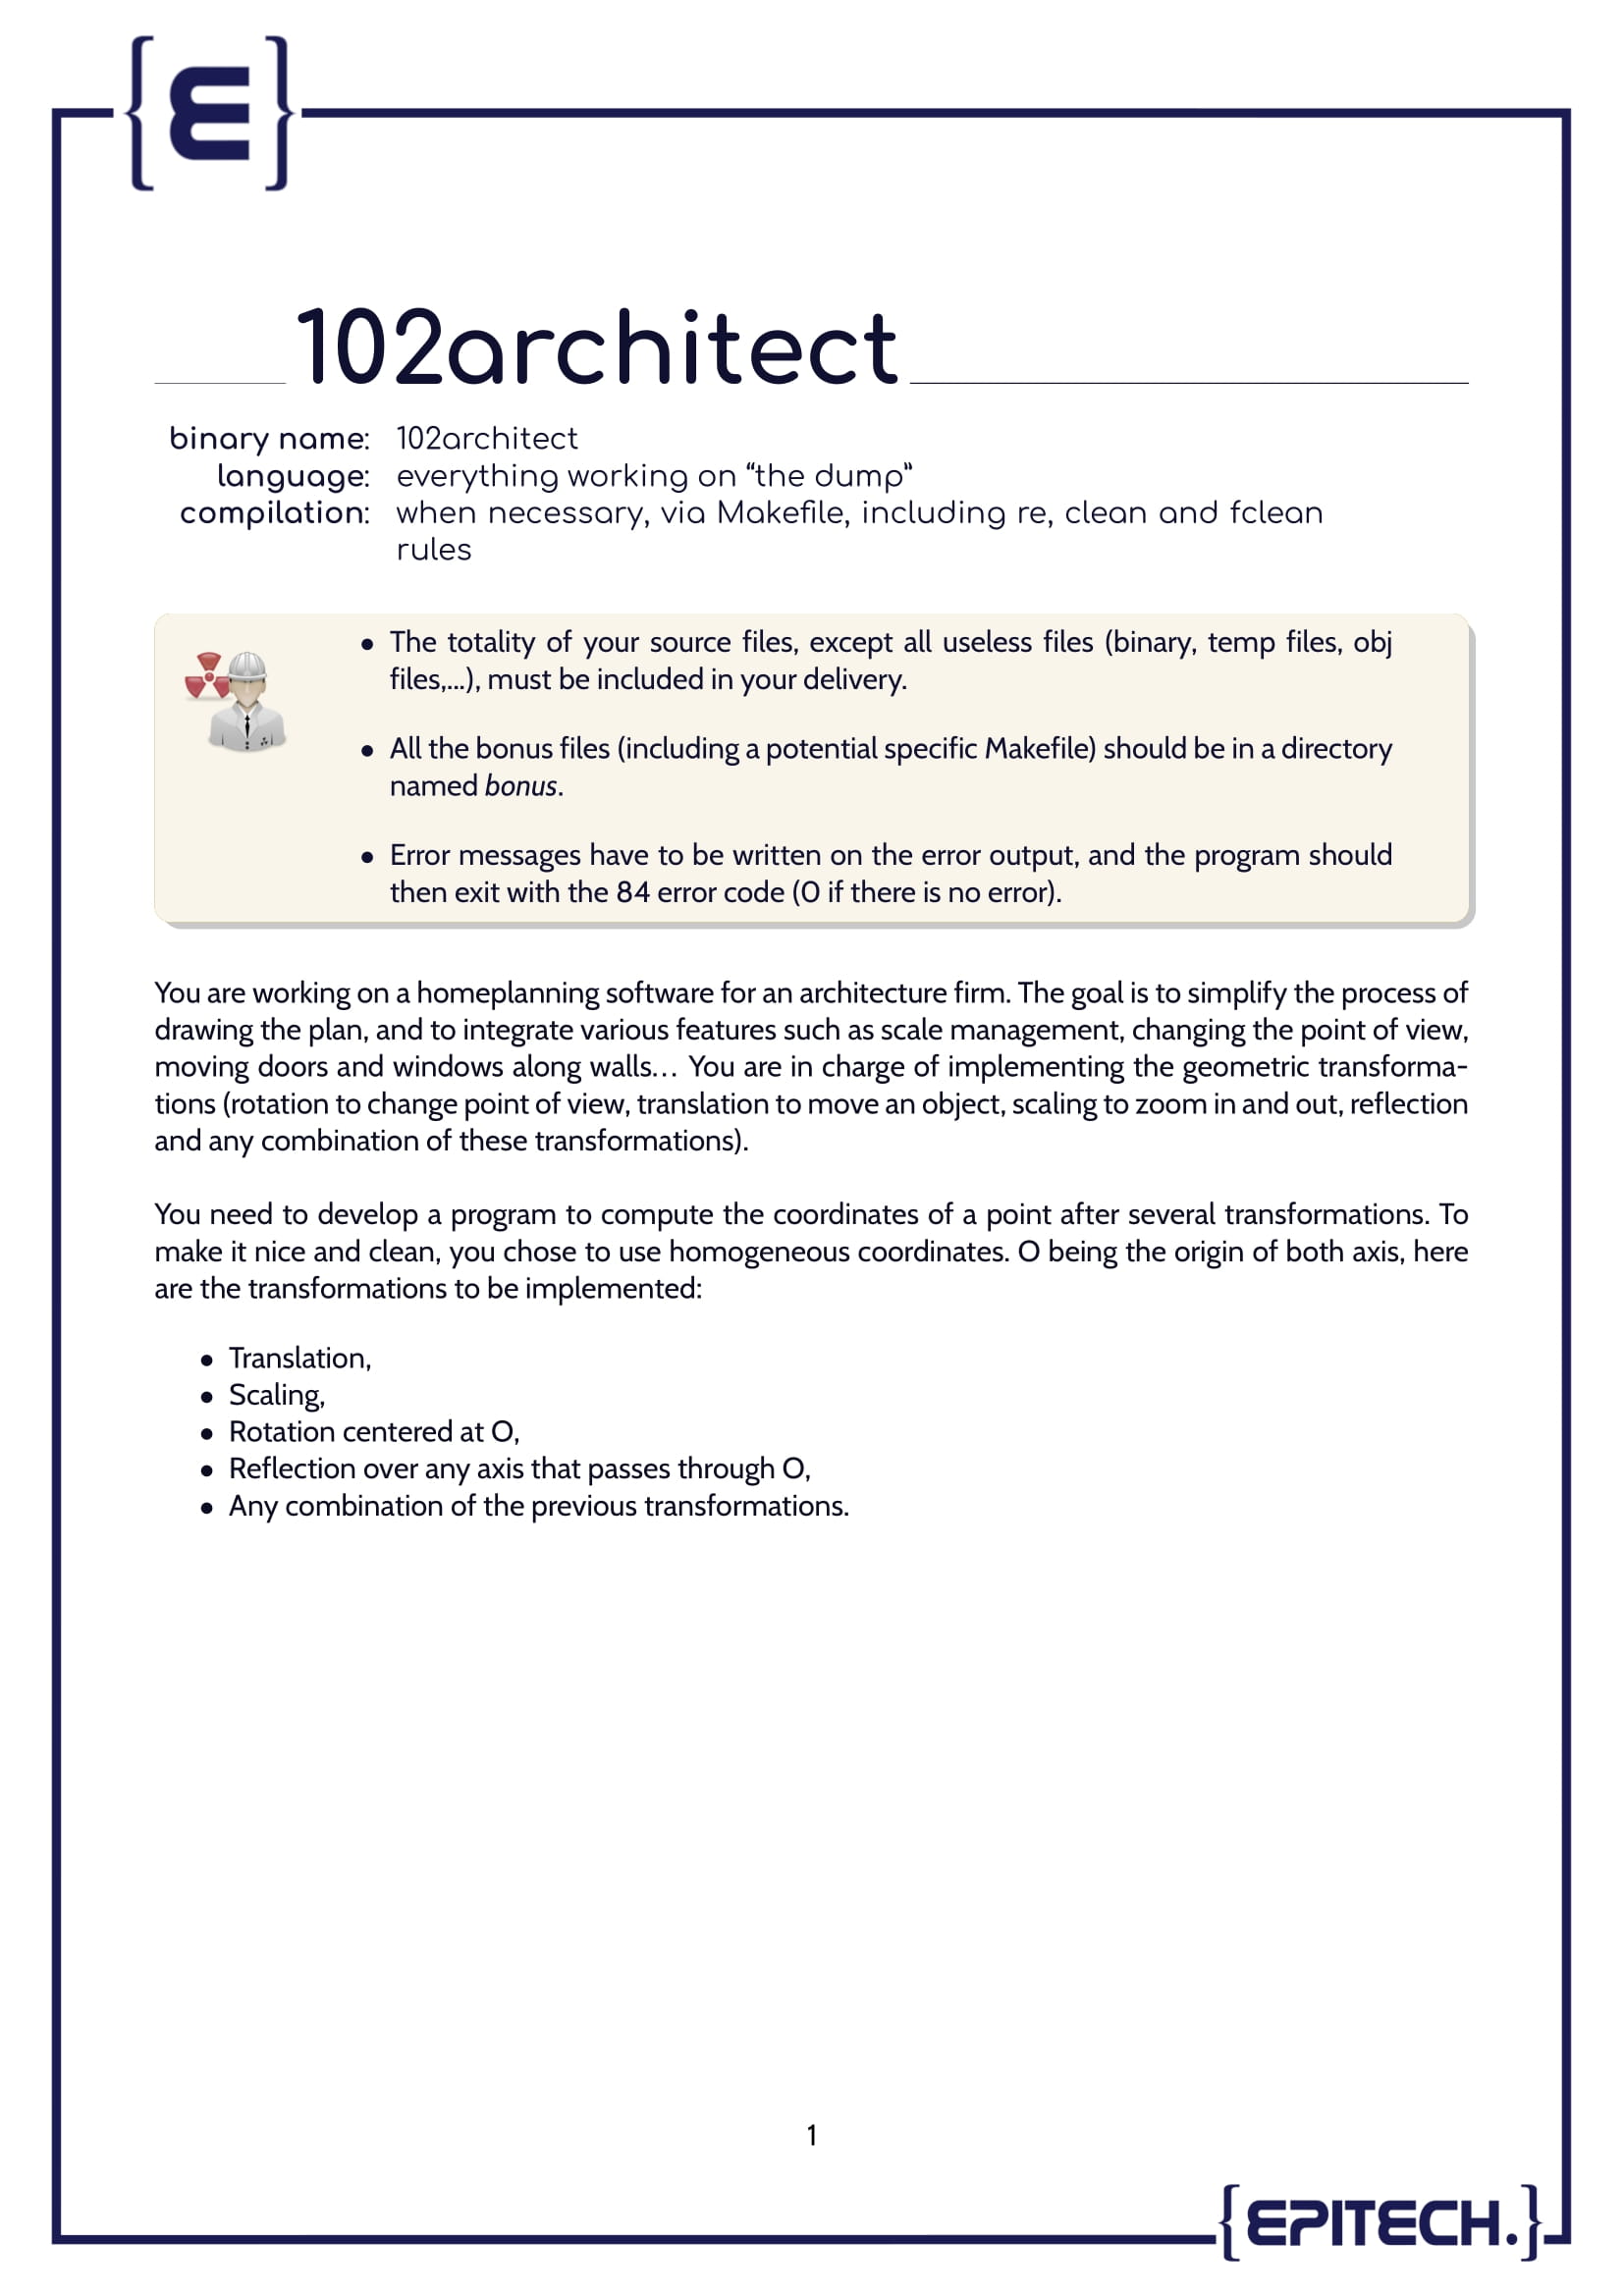 {E}
102architect
binary name: 102architect
language: everything working on “the dump”
compilation: when necessary, via Makefile, including re, clean and fclean
rules
• The totality of your source files, except all useless files (binary, temp files, obj
files,...), must be included in your delivery.
• All the bonus files (including a potential specific Makefile) should be in a directory
named bonus.
• Error messages have to be written on the error output, and the program should
then exit with the 84 error code (0 if there is no error).
You are working on a homeplanning software for an architecture firm. The goal is to simplify the process of
drawing the plan, and to integrate various features such as scale management, changing the point of view,
moving doors and windows along walls… You are in charge of implementing the geometric transforma-
tions (rotation to change point of view, translation to move an object, scaling to zoom in and out, reflection
and any combination of these transformations).
You need to develop a program to compute the coordinates of a point after several transformations. To
make it nice and clean, you chose to use homogeneous coordinates. O being the origin of both axis, here
are the transformations to be implemented:
• Translation,
• Scaling,
• Rotation centered at O,
• Reflection over any axis that passes through O,
• Any combination of the previous transformations.
1
{EPITECH.}